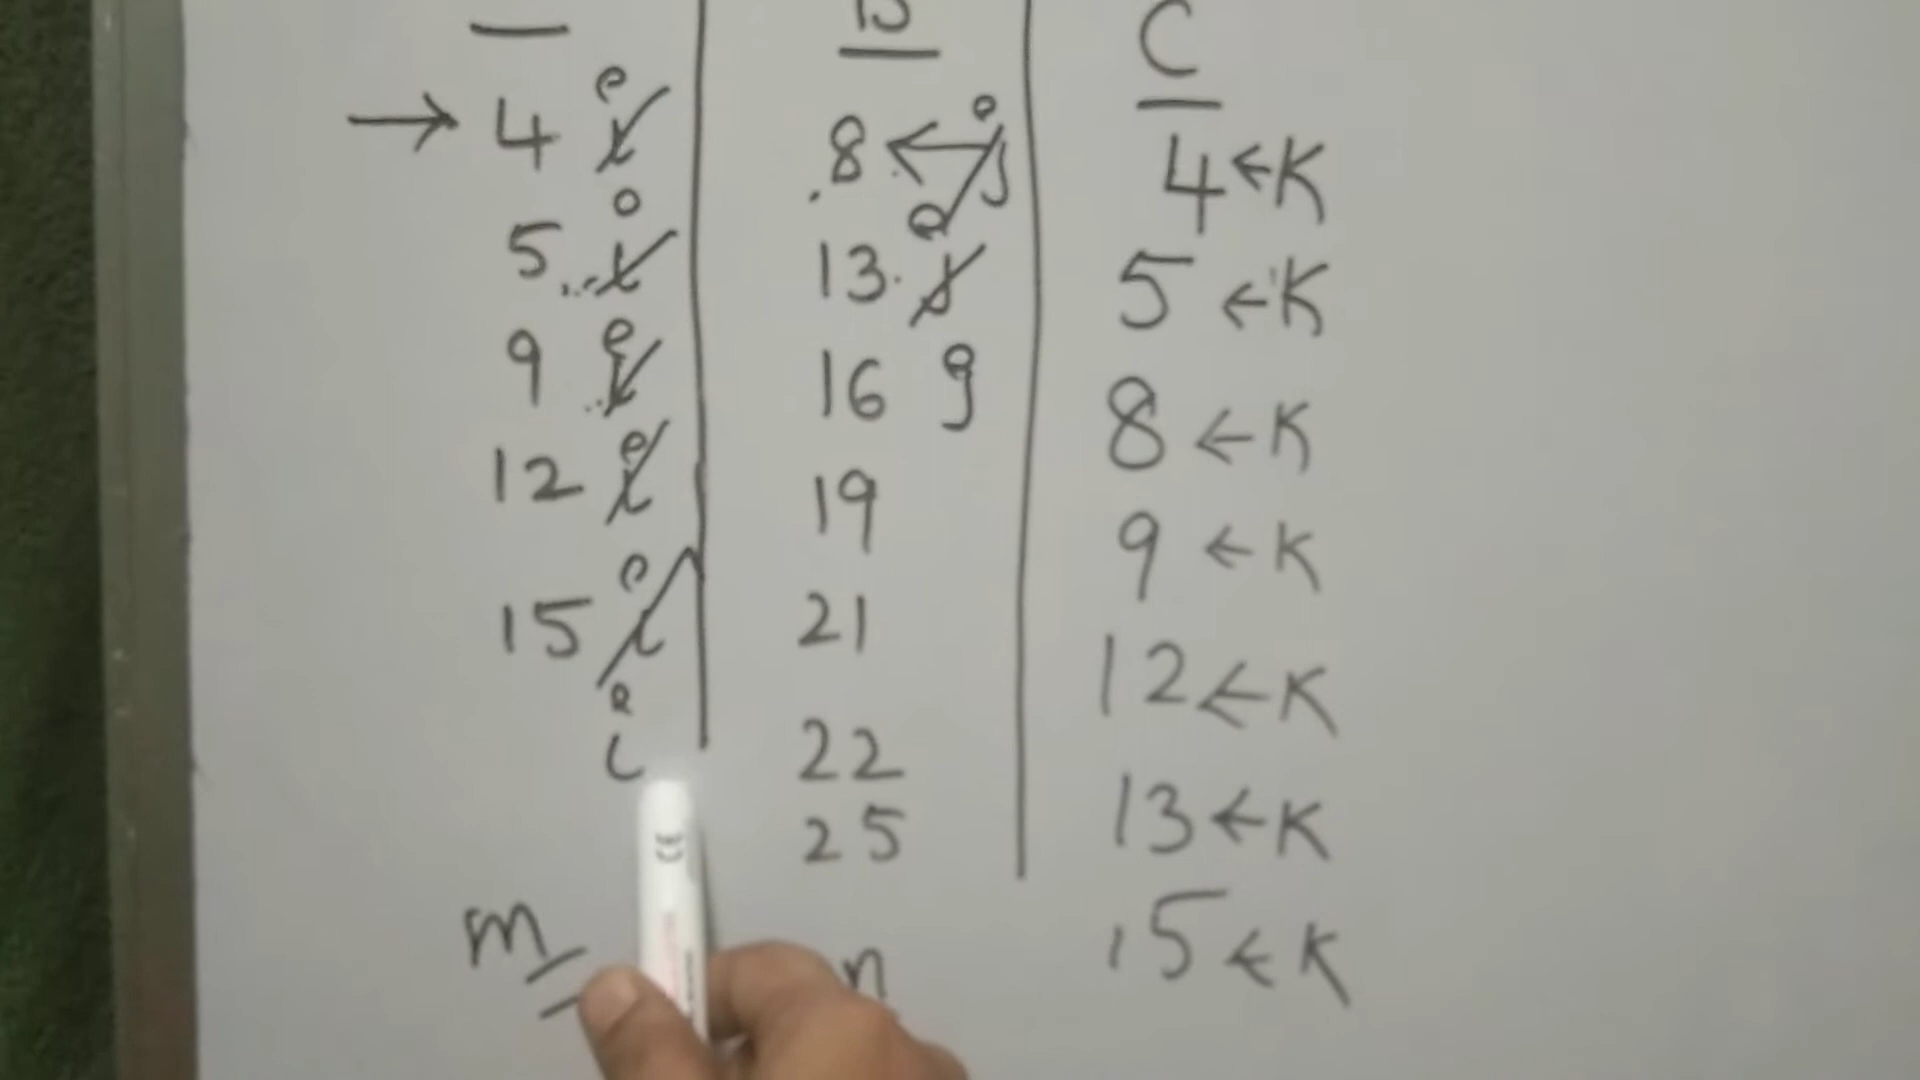 B C
→ 4 i 8 ← j 4 ← K
5 i 13 j 5 ← K
9 i 16 j 8 ← K
12 i 19 9 ← K
15 i 21 12 ← K
i 22 13 ← K
25
m n 15 ← K